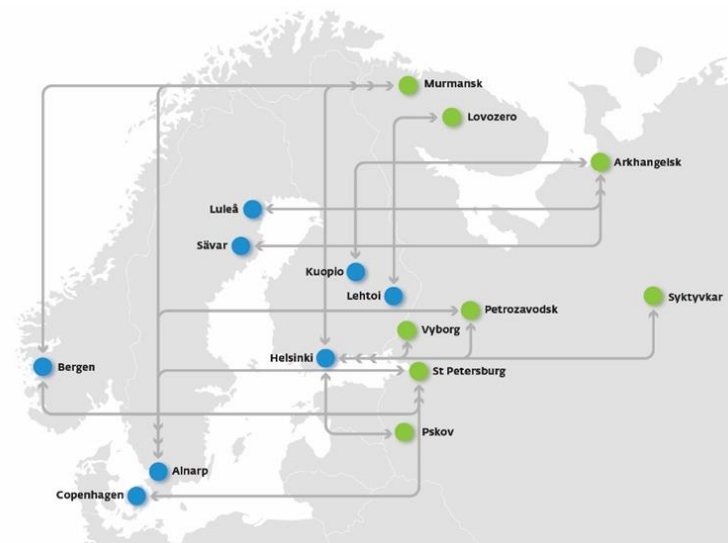 Murmansk
Lovozero
Arkhangelsk
Luleå
Sävar
Kuopio
Lehtoi
Syktyvkar
Petrozavodsk
Vyborg
Helsinki
Bergen
St Petersburg
Pskov
Alnarp
Copenhagen